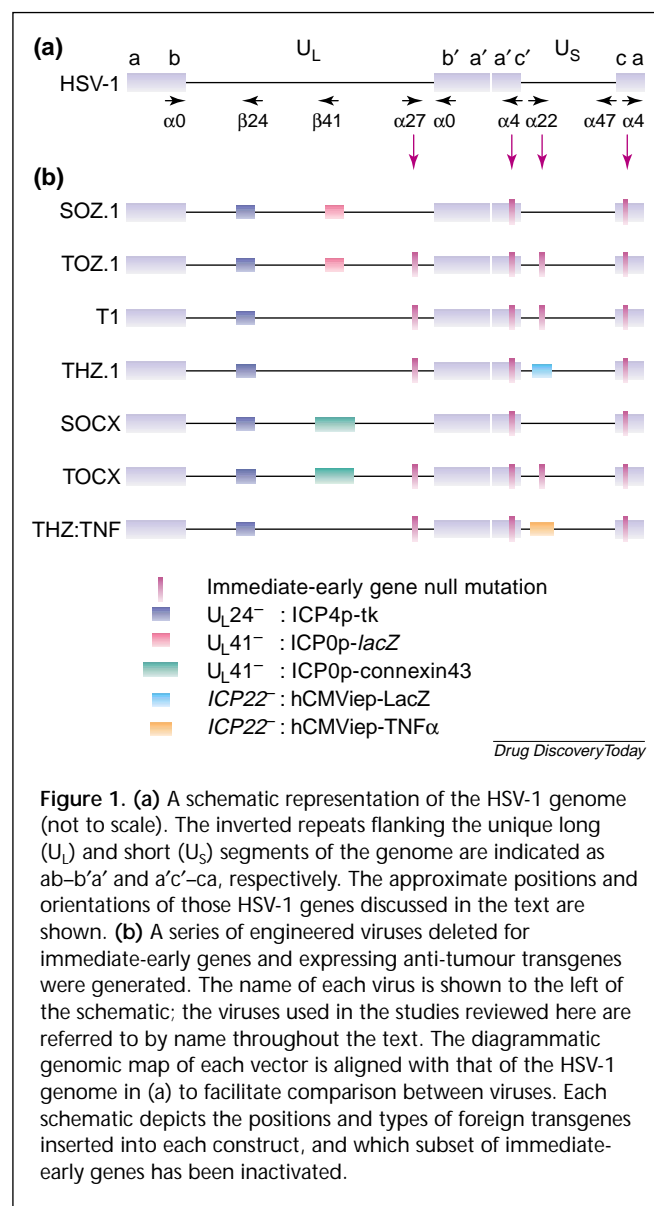 (a)
a b U_L b′ a′ a′ c′ U_S c a
HSV-1
α0 β24 β41 α27 α0 α4 α22 α47 α4
(b)
SOZ.1
TOZ.1
T1
THZ.1
SOCX
TOCX
THZ:TNF
Immediate-early gene null mutation
U_L24⁻ : ICP4p-tk
U_L41⁻ : ICP0p-lacZ
U_L41⁻ : ICP0p-connexin43
ICP22⁻ : hCMViep-LacZ
ICP22⁻ : hCMViep-TNFα
Drug Discovery Today
Figure 1. (a) A schematic representation of the HSV-1 genome
(not to scale). The inverted repeats flanking the unique long
(U_L) and short (U_S) segments of the genome are indicated as
ab–b′a′ and a′c′–ca, respectively. The approximate positions and
orientations of those HSV-1 genes discussed in the text are
shown. (b) A series of engineered viruses deleted for
immediate-early genes and expressing anti-tumour transgenes
were generated. The name of each virus is shown to the left of
the schematic; the viruses used in the studies reviewed here are
referred to by name throughout the text. The diagrammatic
genomic map of each vector is aligned with that of the HSV-1
genome in (a) to facilitate comparison between viruses. Each
schematic depicts the positions and types of foreign transgenes
inserted into each construct, and which subset of immediate-
early genes has been inactivated.